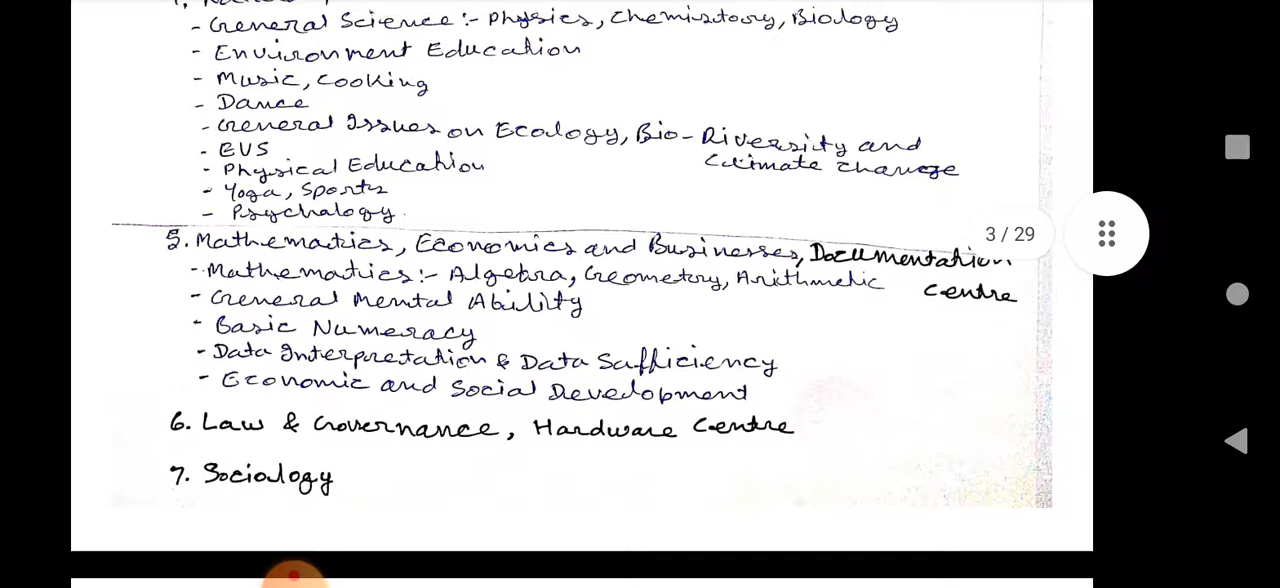 - General Science :- Physics, Chemistory, Biology
- Environment Education
- Music, Cooking
- Dance
- General Issues on Ecology, Bio-Diversity and
Climate Change
- EVS
- Physical Education
- Yoga, Sports
- Psychology.
3 / 29
5. Mathematics, Economics and Businesses, Documentation
Centre
- Mathematics :- Algebra, Geometory, Arithmetic
- General Mental Ability
- Basic Numeracy
- Data Interpretation & Data Sufficiency
- Economic and Social Development
6. Law & Governance, Hardware Centre
7. Sociology